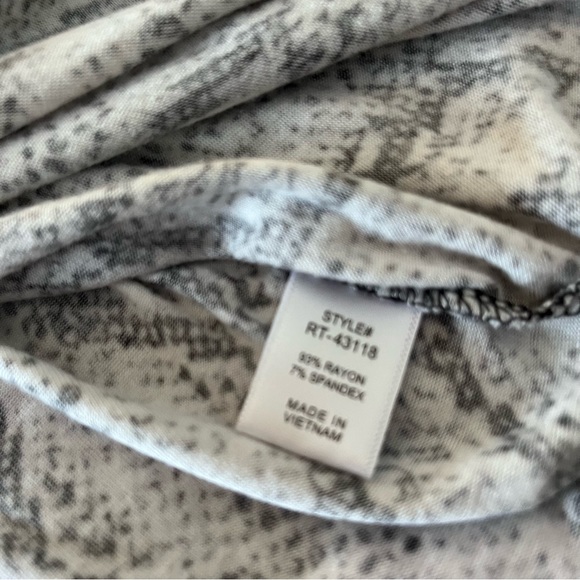 STYLE#
RT-43118
93% RAYON
7% SPANDEX
MADE IN
VIETNAM